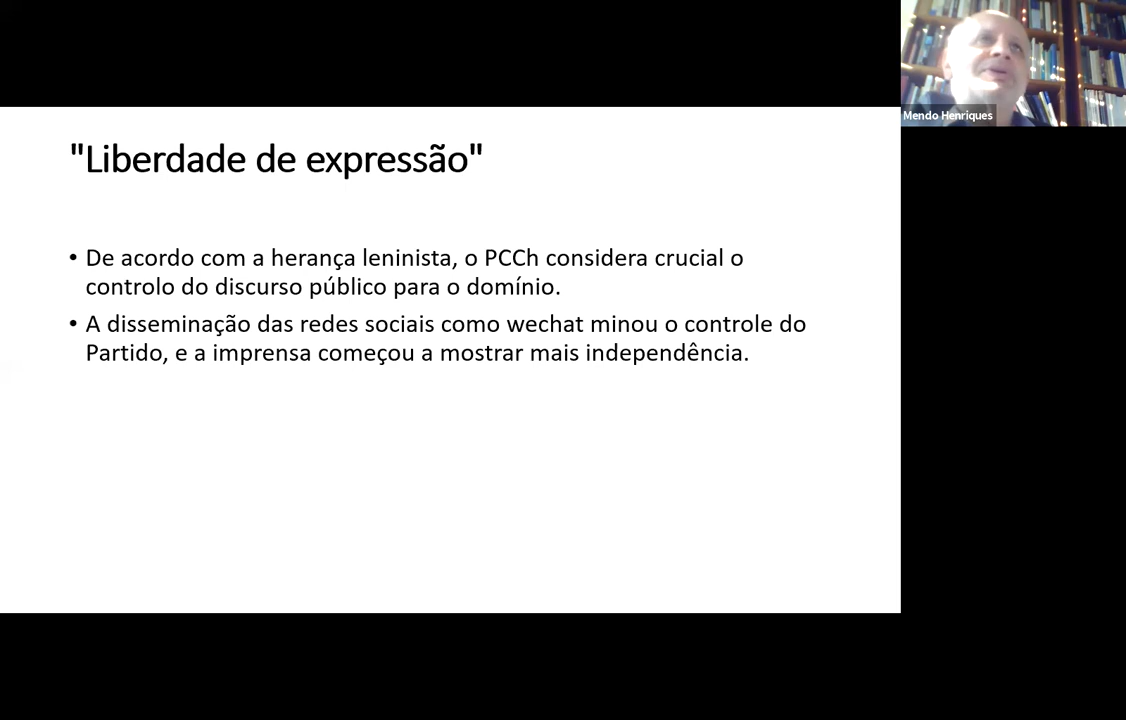 "Liberdade de expressão"
• De acordo com a herança leninista, o PCCh considera crucial o
controlo do discurso público para o domínio.
• A disseminação das redes sociais como wechat minou o controle do
Partido, e a imprensa começou a mostrar mais independência.
Mendo Henriques